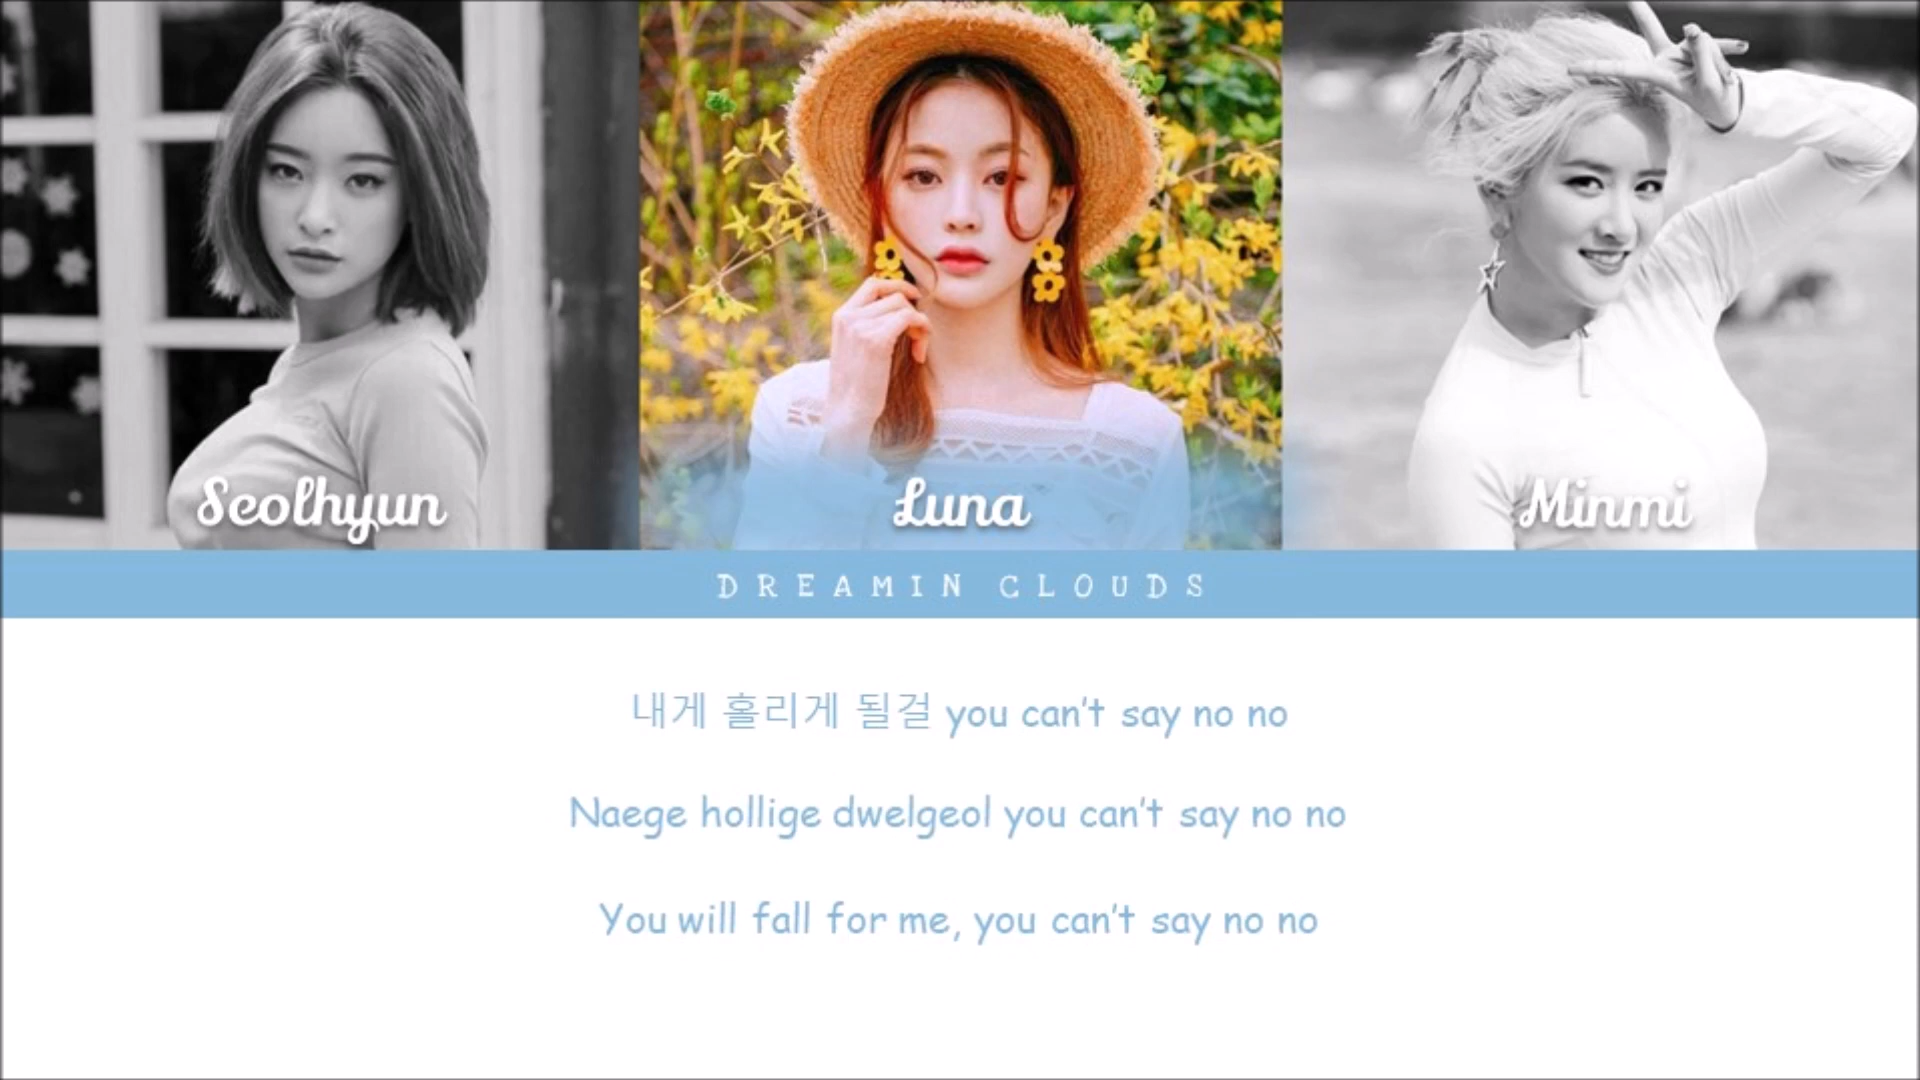 Seolhyun
Luna
Minmi
DREAMIN CLOUDS
내게 홀리게 될걸 you can't say no no
Naege hollige dwelgeol you can't say no no
You will fall for me, you can't say no no